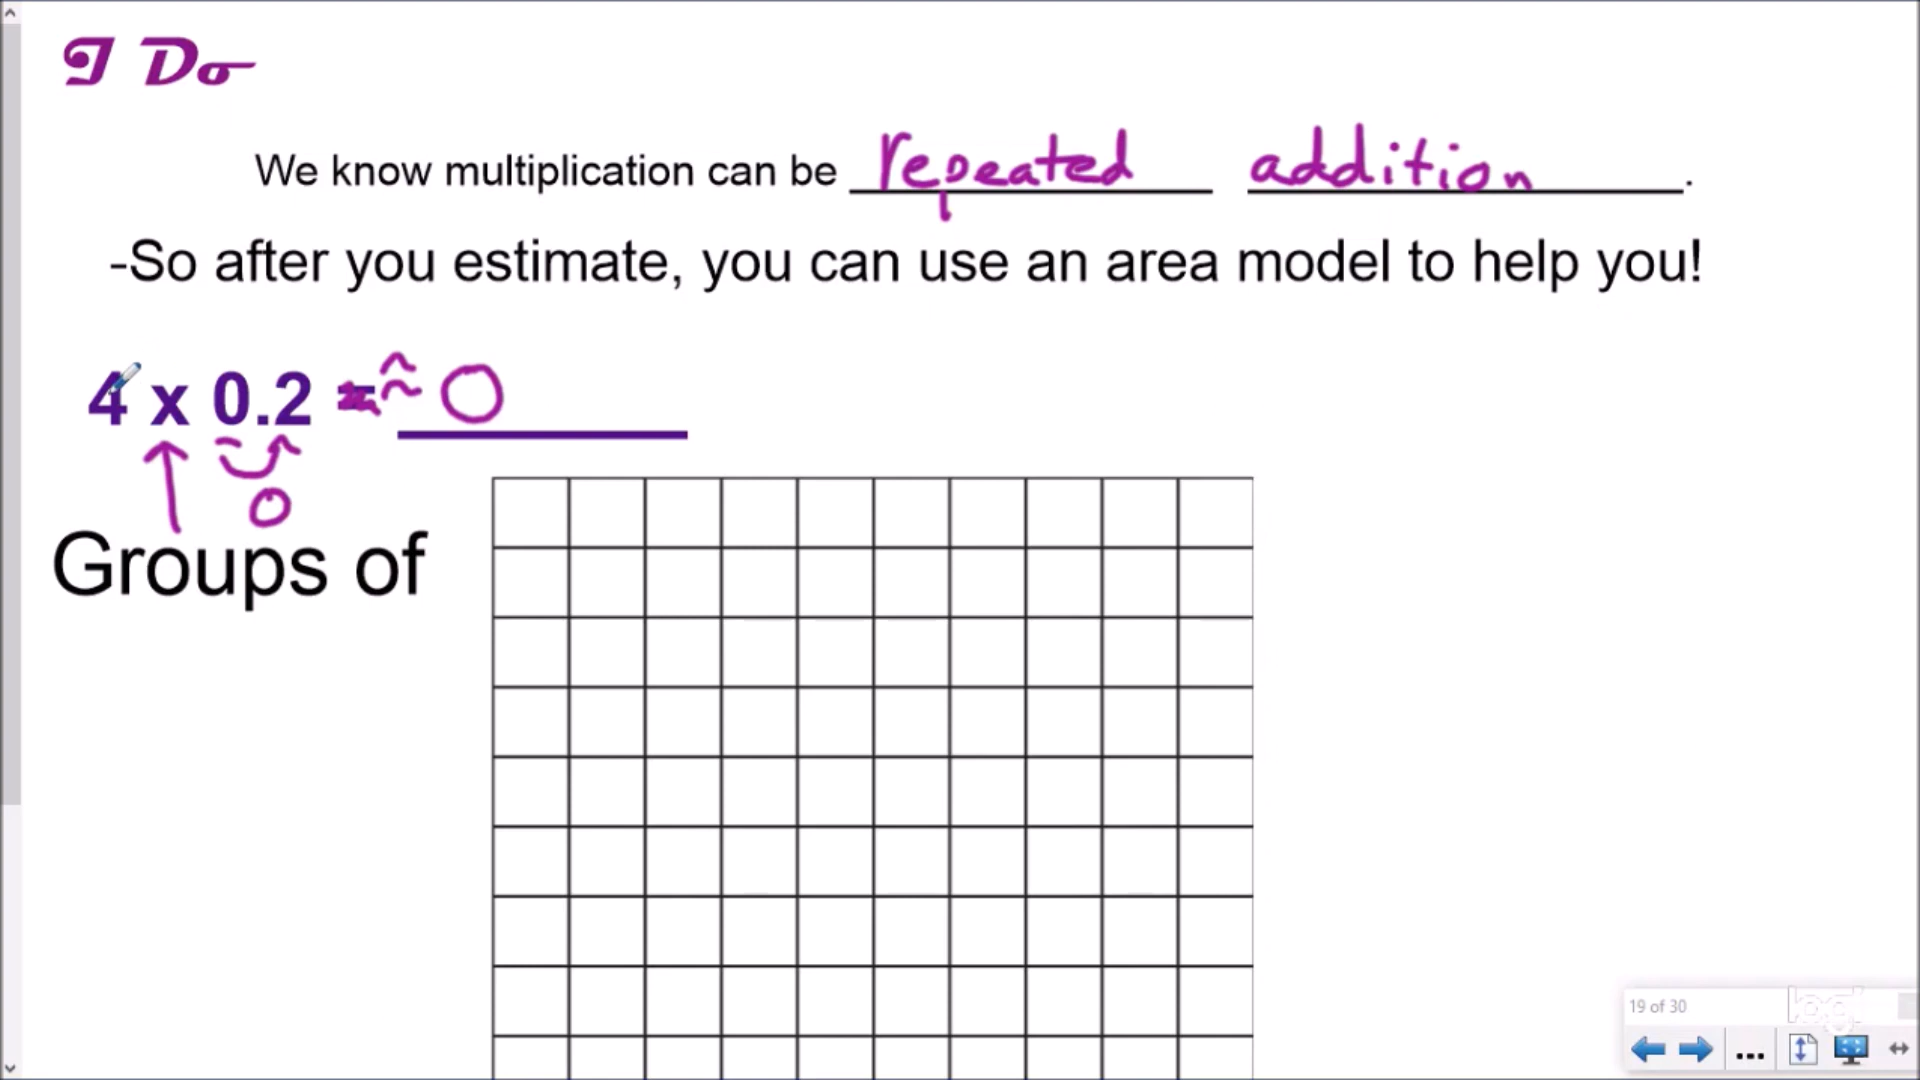 I Do
We know multiplication can be repeated addition.
-So after you estimate, you can use an area model to help you!
4 x 0.2 = ≈ 0
0
Groups of
19 of 30